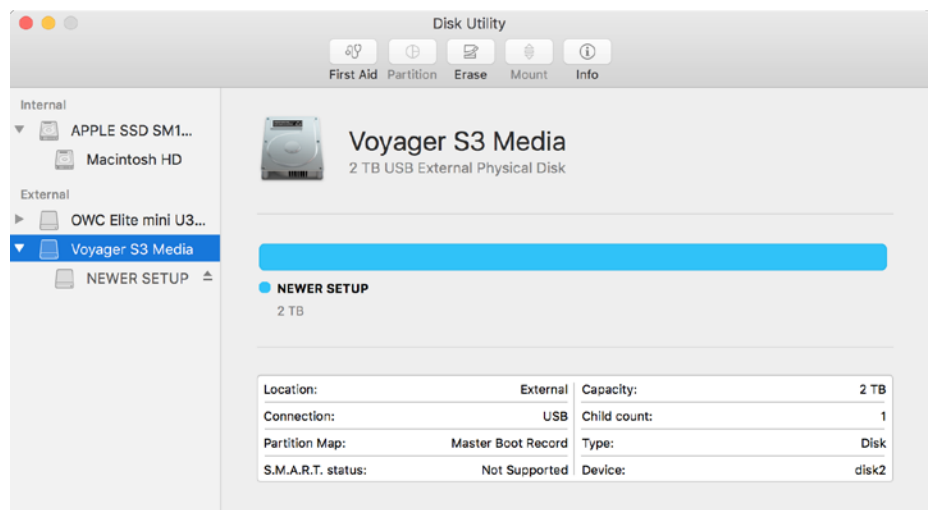 Disk Utility
First Aid Partition Erase Mount Info
Internal
APPLE SSD SM1...
Macintosh HD
External
OWC Elite mini U3...
Voyager S3 Media
NEWER SETUP
Voyager S3 Media
2 TB USB External Physical Disk
NEWER SETUP
2 TB
Location: External Capacity: 2 TB
Connection: USB Child count: 1
Partition Map: Master Boot Record Type: Disk
S.M.A.R.T. status: Not Supported Device: disk2